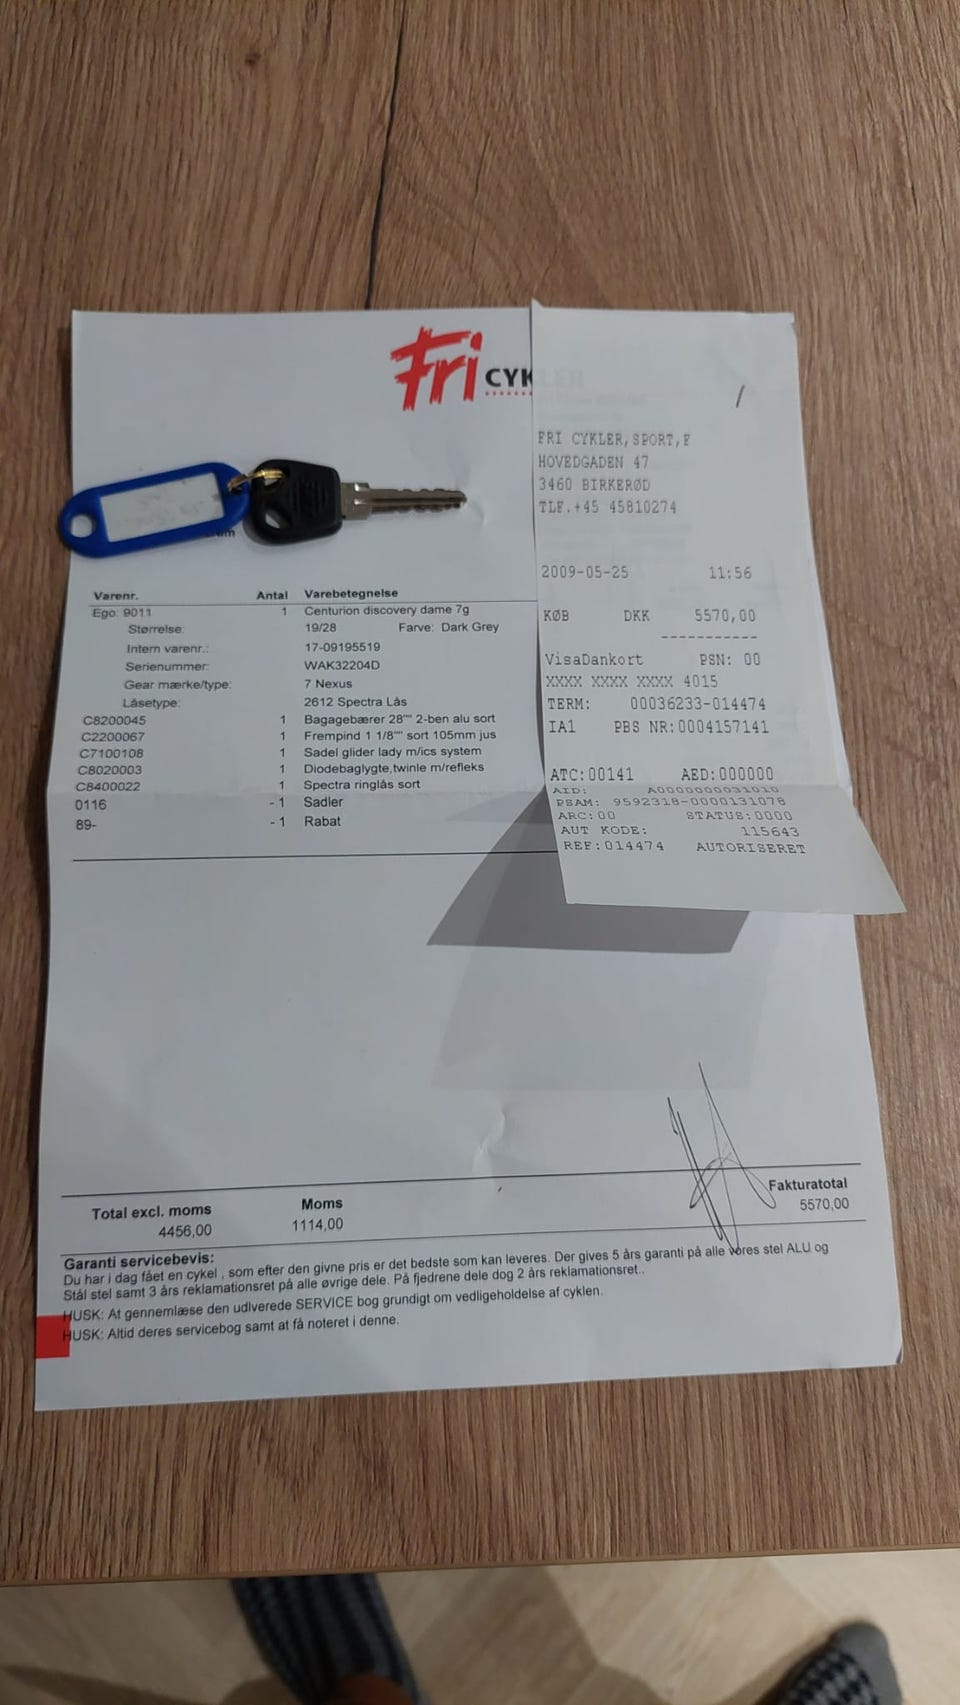 Fri CYK
FRI CYKLER,SPORT,F
HOVEDGADEN 47
3460 BIRKERØD
TLF.+45 45810274
2009-05-25 11:56
KØB DKK 5570,00
-----------
VisaDankort PSN: 00
XXXX XXXX XXXX 4015
TERM: 00036233-014474
IA1 PBS NR:0004157141
ATC:00141 AED:000000
AID: A0000000031010
PSAM: 9592318-0000131078
ARC:00 STATUS:0000
AUT KODE: 115643
REF:014474 AUTORISERET
Varenr. Antal Varebetegnelse
Ego. 9011 1 Centurion discovery dame 7g
Størrelse: 19/28 Farve: Dark Grey
Intern varenr.: 17-09195519
Serienummer: WAK32204D
Gear mærke/type: 7 Nexus
Låsetype: 2612 Spectra Lås
C8200045 1 Bagagebærer 28"" 2-ben alu sort
C2200067 1 Frempind 1 1/8"" sort 105mm jus
C7100108 1 Sadel glider lady m/ics system
C8020003 1 Diodebaglygte,twinle m/refleks
C8400022 1 Spectra ringlås sort
0116 - 1 Sadler
89- - 1 Rabat
Total excl. moms Moms Fakturatotal
4456,00 1114,00 5570,00
Garanti servicebevis:
Du har i dag fået en cykel , som efter den givne pris er det bedste som kan leveres. Der gives 5 års garanti på alle vores stel ALU og
Stål stel samt 3 års reklamationsret på alle øvrige dele. På fjedrene dele dog 2 års reklamationsret..
HUSK: At gennemlæse den udlverede SERVICE bog grundigt om vedligeholdelse af cyklen.
HUSK: Altid deres servicebog samt at få noteret i denne.